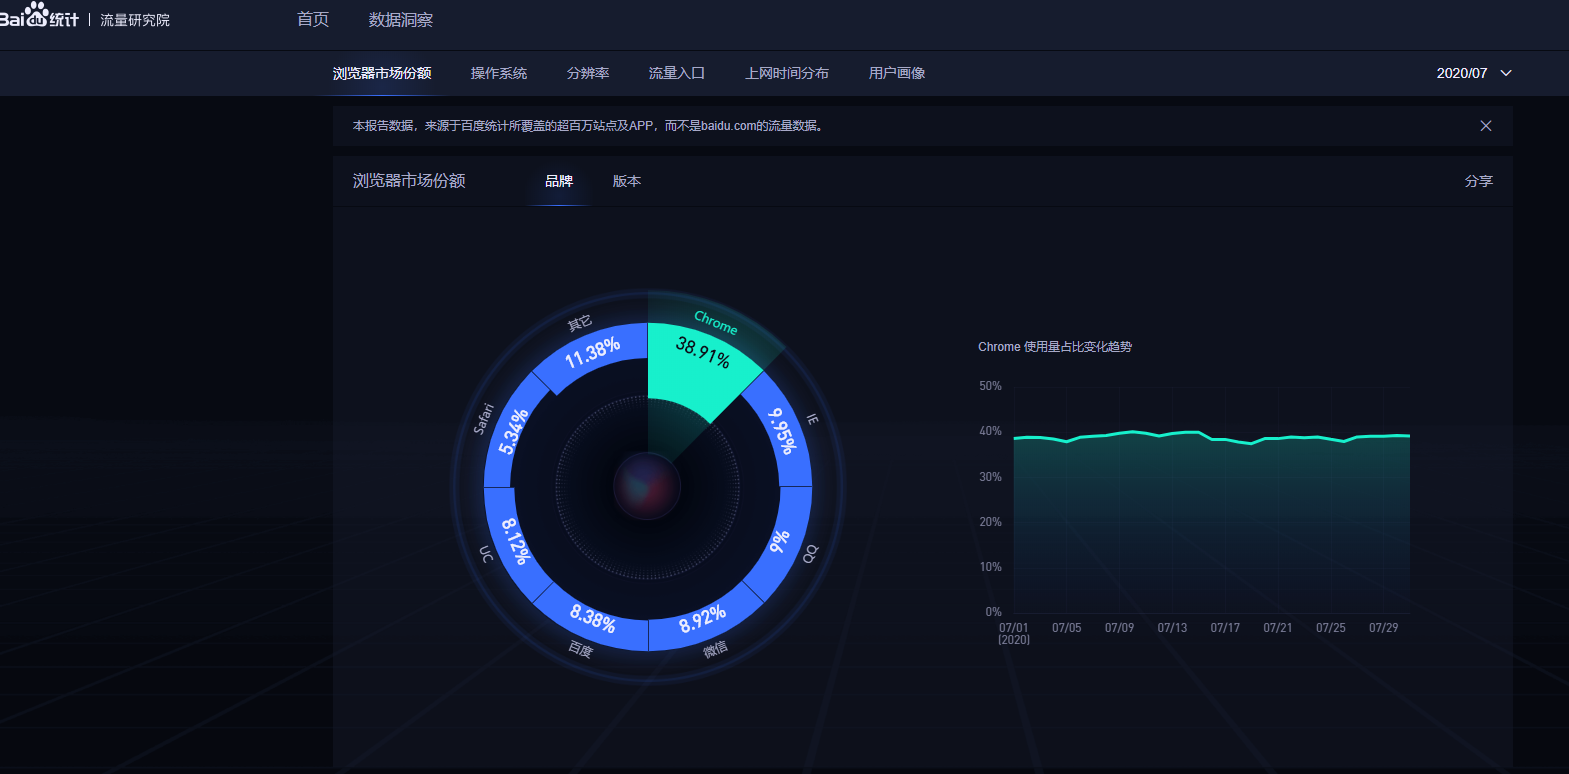 Bai du 统计 | 流量研究院
首页
数据洞察
浏览器市场份额
操作系统
分辨率
流量入口
上网时间分布
用户画像
2020/07
本报告数据，来源于百度统计所覆盖的超百万站点及APP，而不是baidu.com的流量数据。
浏览器市场份额
品牌
版本
分享
Chrome
38.91%
IE
9.95%
QQ
9%
微信
8.92%
百度
8.38%
UC
8.12%
Safari
5.34%
其它
11.38%
Chrome 使用量占比变化趋势
50%
40%
30%
20%
10%
0%
07/01 07/05 07/09 07/13 07/17 07/21 07/25 07/29
(2020)